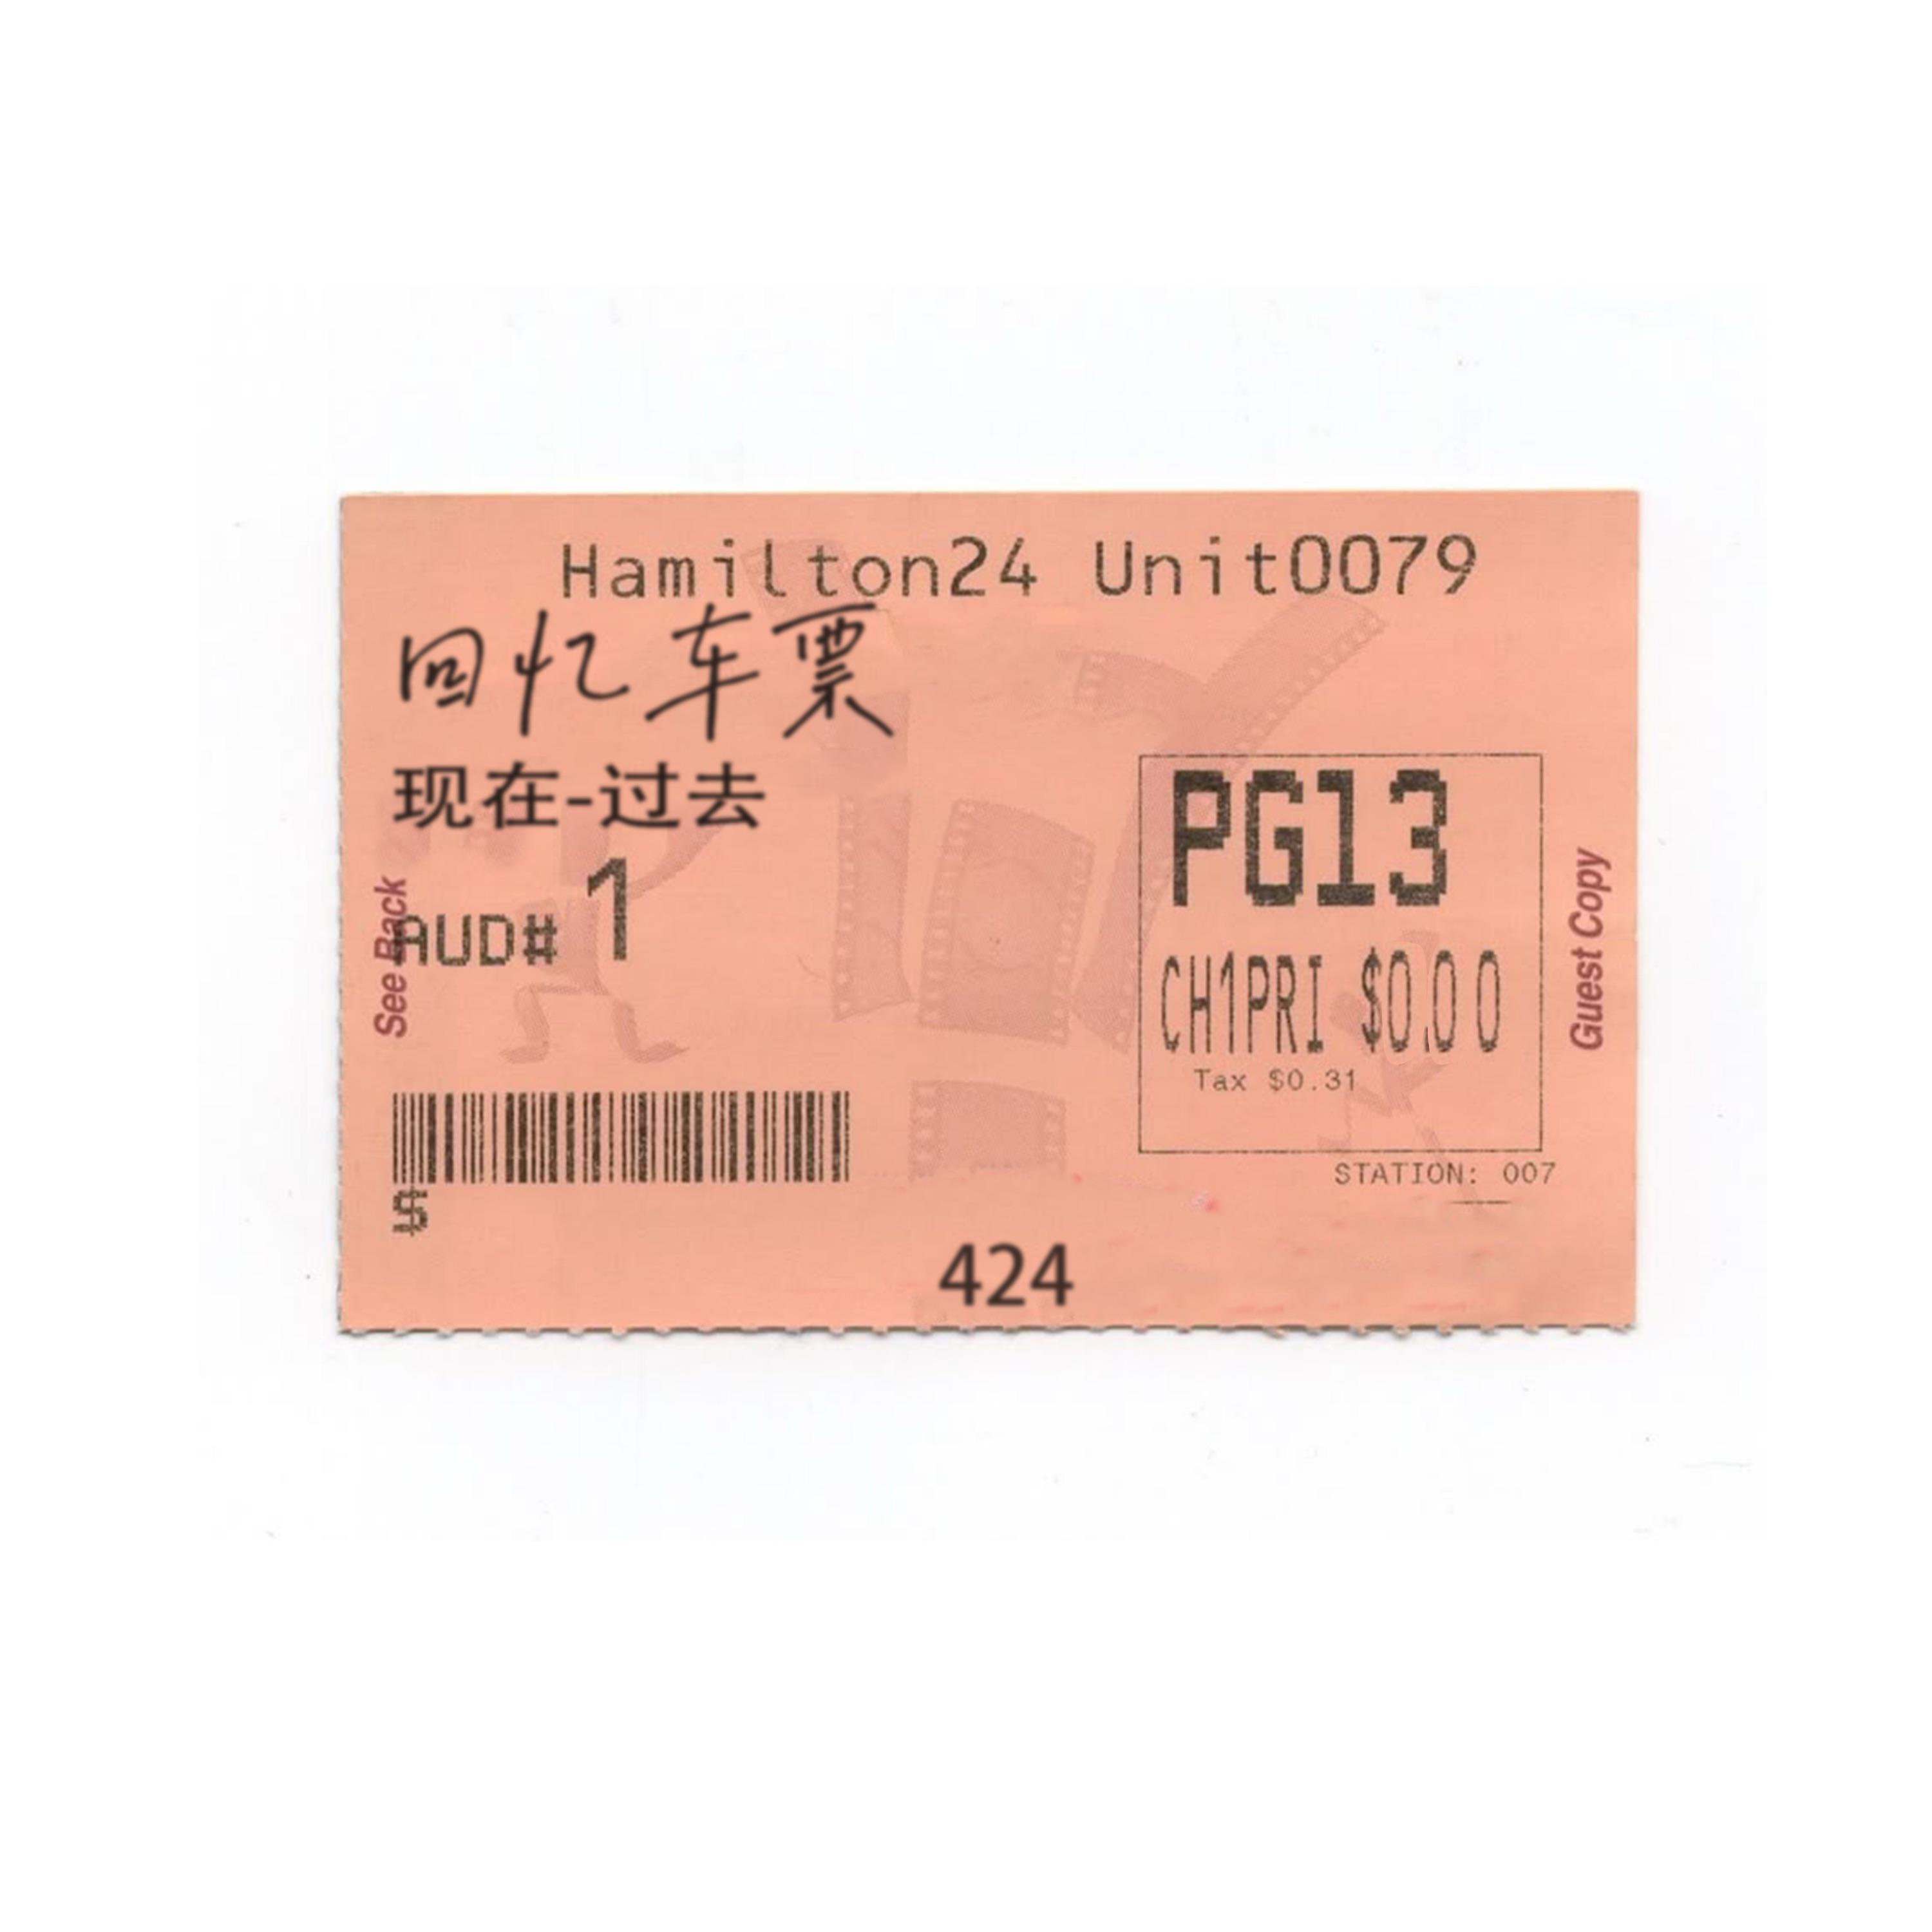 Hamilton24 Unit0079
回忆车票
现在-过去
See Back
AUD# 1
PG13
CH1PRI $0.00
Tax $0.31
Guest Copy
STATION: 007
424